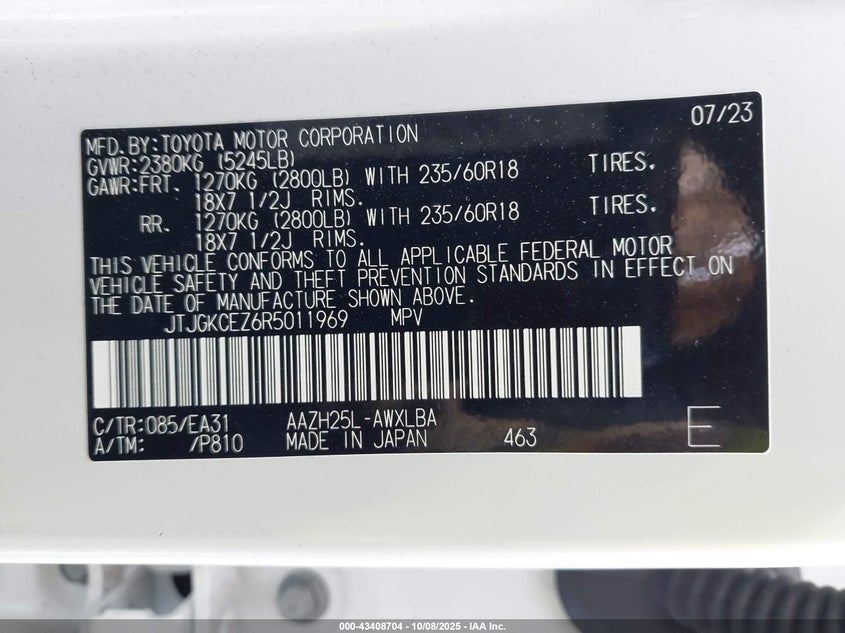 07/23
MFD.BY:TOYOTA MOTOR CORPORATION
GVWR:2380KG (5245LB)
GAWR:FRT. 1270KG (2800LB) WITH 235/60R18 TIRES.
18X7 1/2J RIMS.
RR. 1270KG (2800LB) WITH 235/60R18 TIRES.
18X7 1/2J RIMS.
THIS VEHICLE CONFORMS TO ALL APPLICABLE FEDERAL MOTOR
VEHICLE SAFETY AND THEFT PREVENTION STANDARDS IN EFFECT ON
THE DATE OF MANUFACTURE SHOWN ABOVE.
JTJGKCEZ6R5011969 MPV
C/TR:085/EA31 AAZH25L-AWXLBA
A/TM: /P810 MADE IN JAPAN 463 E
000-43408704 - 10/08/2025 - IAA Inc.